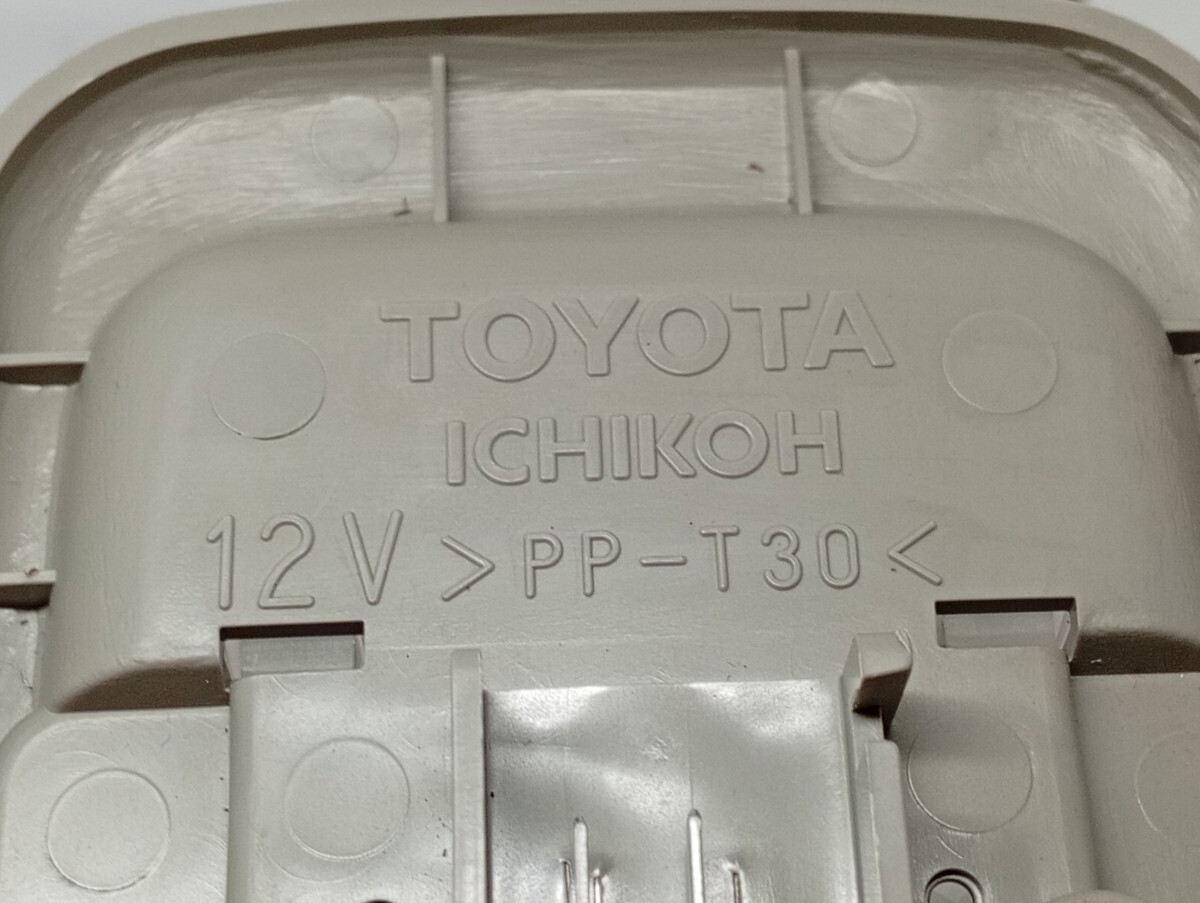 TOYOTA
ICHIKOH
12V >PP-T30<